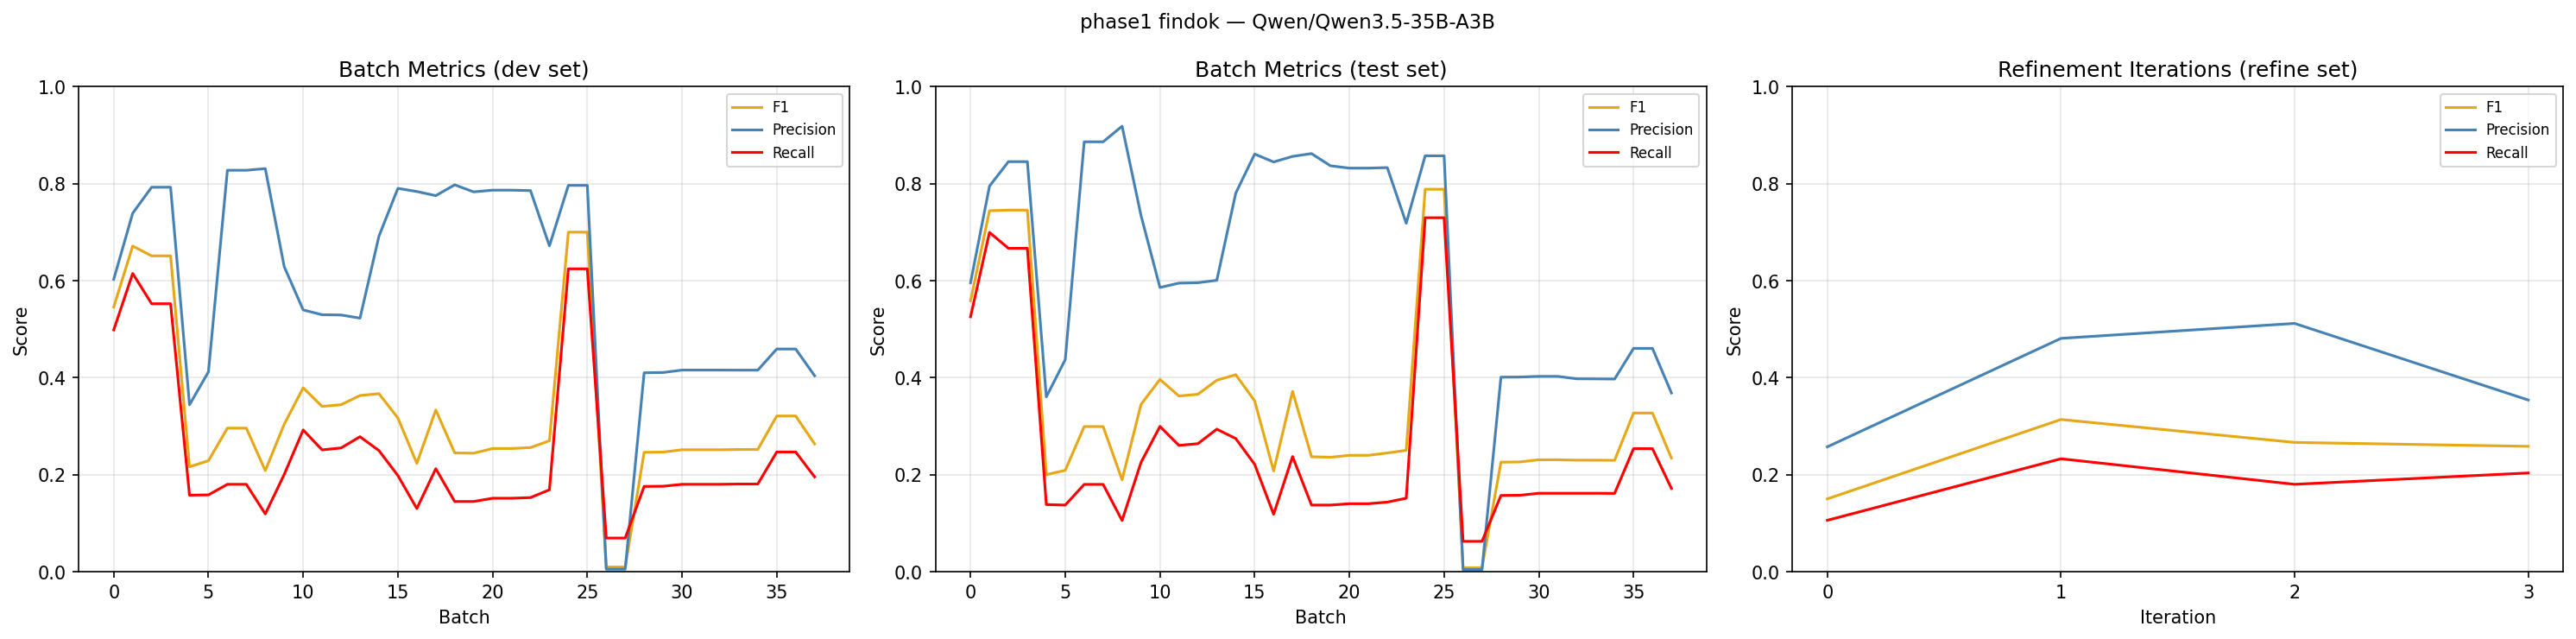 phase1 findok — Qwen/Qwen3.5-35B-A3B
Batch Metrics (dev set)
1.0
0.8
0.6
0.4
0.2
0.0
Score
F1
Precision
Recall
0 5 10 15 20 25 30 35
Batch
Batch Metrics (test set)
1.0
0.8
0.6
0.4
0.2
0.0
Score
F1
Precision
Recall
0 5 10 15 20 25 30 35
Batch
Refinement Iterations (refine set)
1.0
0.8
0.6
0.4
0.2
0.0
Score
F1
Precision
Recall
0 1 2 3
Iteration